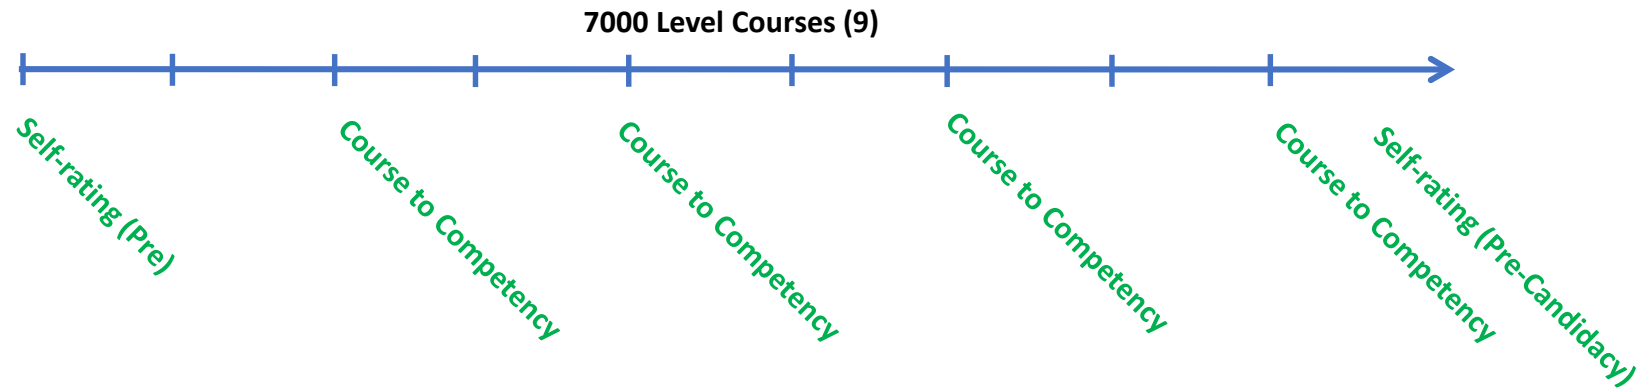 7000 Level Courses (9)
Self-rating (Pre)
Course to Competency
Course to Competency
Course to Competency
Course to Competency
Self-rating (Pre-Candidacy)